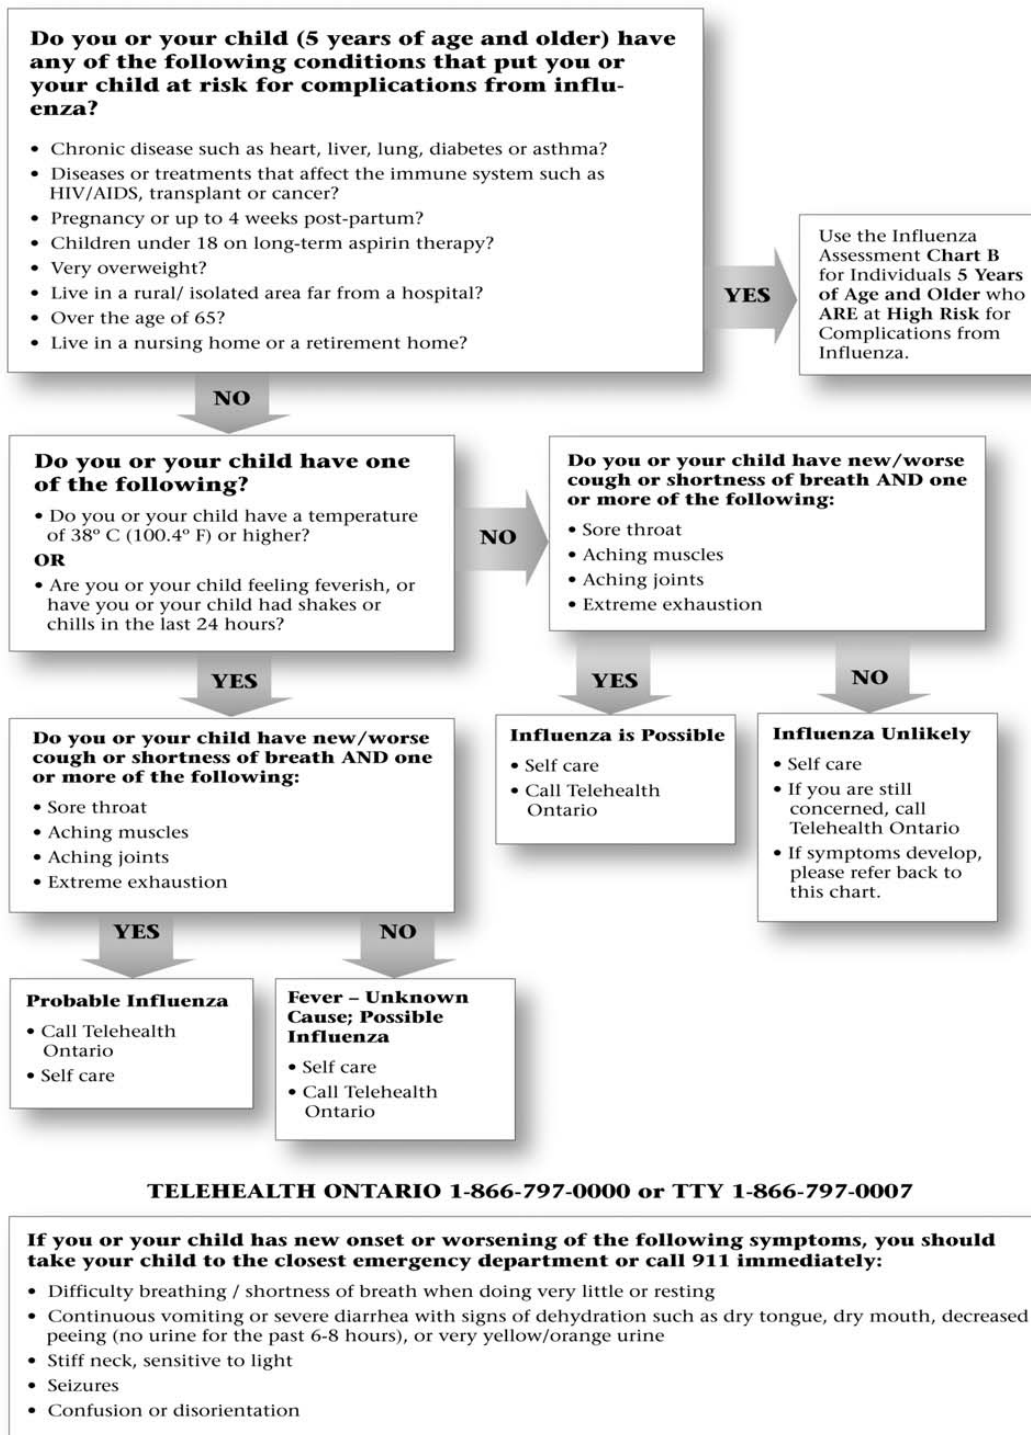 Do you or your child (5 years of age and older) have
any of the following conditions that put you or
your child at risk for complications from influ-
enza?
• Chronic disease such as heart, liver, lung, diabetes or asthma?
• Diseases or treatments that affect the immune system such as
HIV/AIDS, transplant or cancer?
• Pregnancy or up to 4 weeks post-partum?
• Children under 18 on long-term aspirin therapy?
• Very overweight?
• Live in a rural/ isolated area far from a hospital?
• Over the age of 65?
• Live in a nursing home or a retirement home?
YES
Use the Influenza
Assessment Chart B
for Individuals 5 Years
of Age and Older who
ARE at High Risk for
Complications from
Influenza.
NO
Do you or your child have one
of the following?
• Do you or your child have a temperature
of 38º C (100.4º F) or higher?
OR
• Are you or your child feeling feverish, or
have you or your child had shakes or
chills in the last 24 hours?
NO
Do you or your child have new/worse
cough or shortness of breath AND one
or more of the following:
• Sore throat
• Aching muscles
• Aching joints
• Extreme exhaustion
YES
NO
Influenza is Possible
• Self care
• Call Telehealth
Ontario
Influenza Unlikely
• Self care
• If you are still
concerned, call
Telehealth Ontario
• If symptoms develop,
please refer back to
this chart.
YES
Do you or your child have new/worse
cough or shortness of breath AND one
or more of the following:
• Sore throat
• Aching muscles
• Aching joints
• Extreme exhaustion
YES
NO
Probable Influenza
• Call Telehealth
Ontario
• Self care
Fever – Unknown
Cause; Possible
Influenza
• Self care
• Call Telehealth
Ontario
TELEHEALTH ONTARIO 1-866-797-0000 or TTY 1-866-797-0007
If you or your child has new onset or worsening of the following symptoms, you should
take your child to the closest emergency department or call 911 immediately:
• Difficulty breathing / shortness of breath when doing very little or resting
• Continuous vomiting or severe diarrhea with signs of dehydration such as dry tongue, dry mouth, decreased
peeing (no urine for the past 6-8 hours), or very yellow/orange urine
• Stiff neck, sensitive to light
• Seizures
• Confusion or disorientation